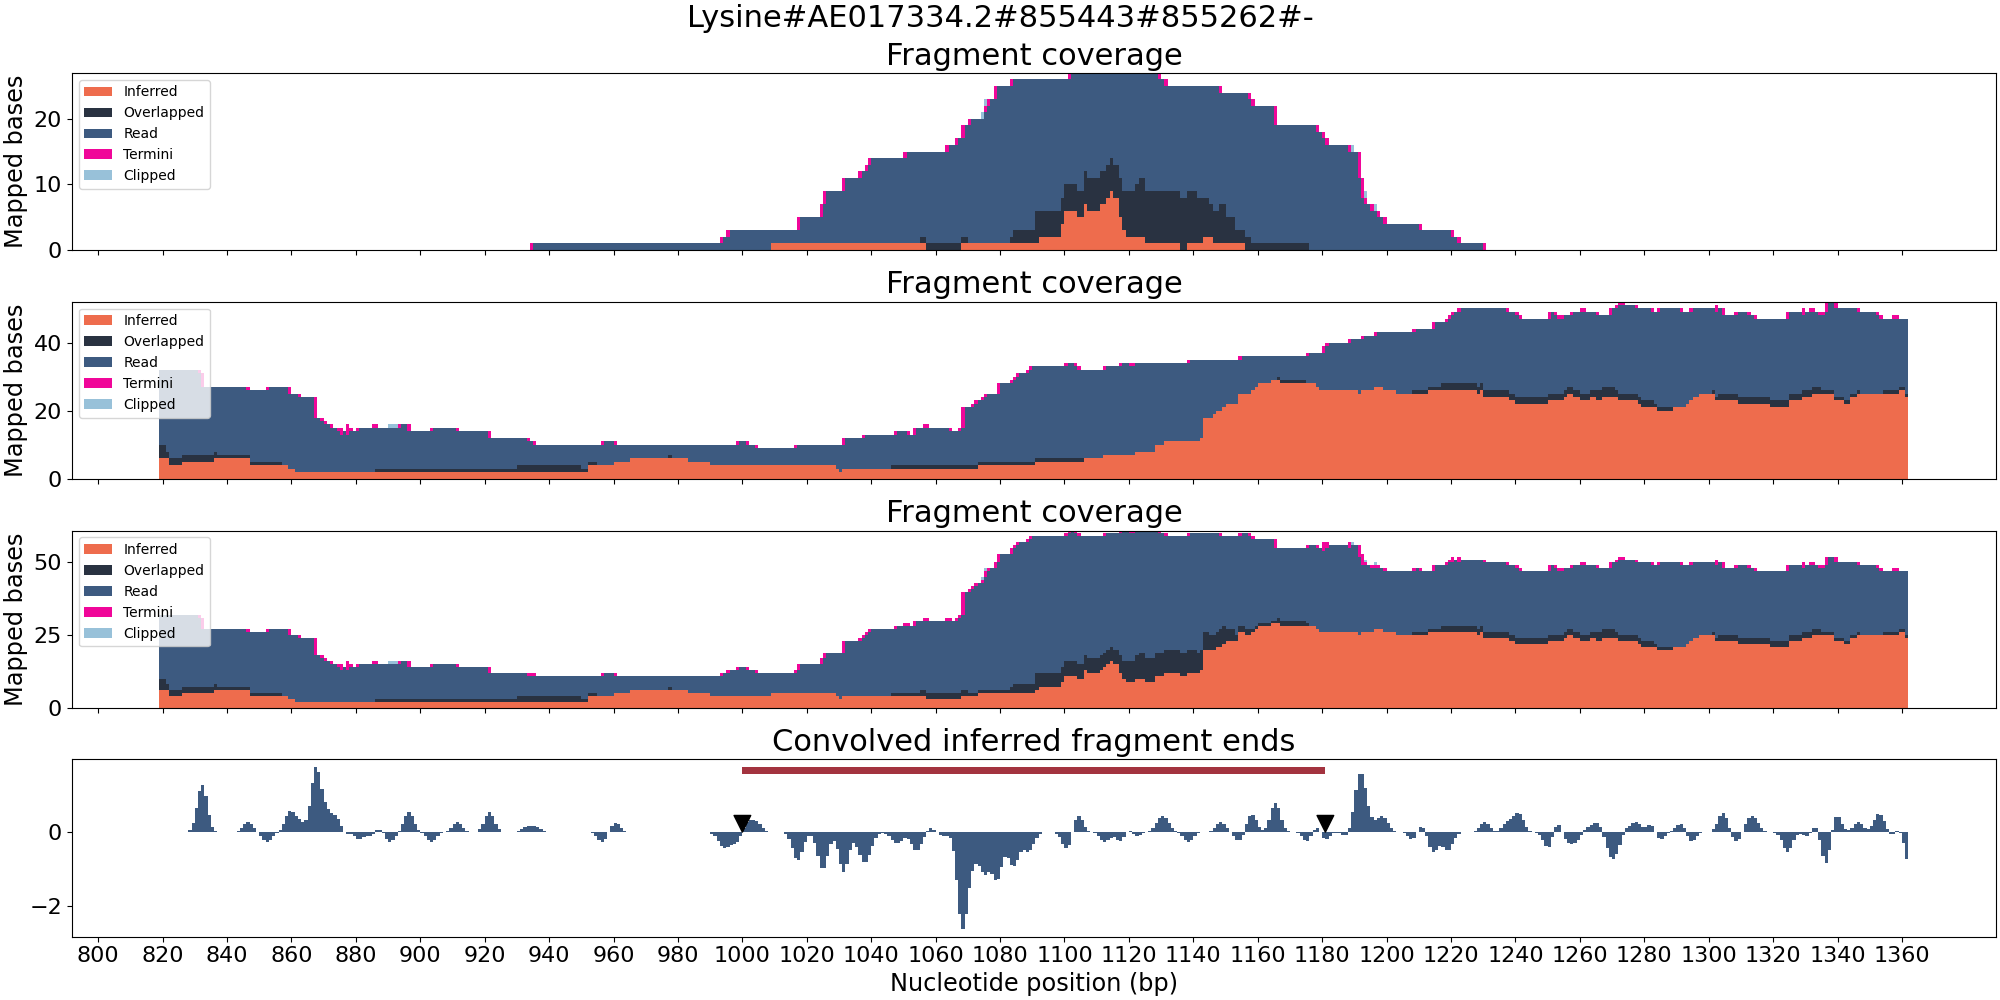 Lysine#AE017334.2#855443#855262#-
Fragment coverage
Mapped bases
20
10
0
Inferred
Overlapped
Read
Termini
Clipped
Fragment coverage
Mapped bases
40
20
0
Inferred
Overlapped
Read
Termini
Clipped
Fragment coverage
Mapped bases
50
25
0
Inferred
Overlapped
Read
Termini
Clipped
Convolved inferred fragment ends
0
−2
800 820 840 860 880 900 920 940 960 980 1000 1020 1040 1060 1080 1100 1120 1140 1160 1180 1200 1220 1240 1260 1280 1300 1320 1340 1360
Nucleotide position (bp)